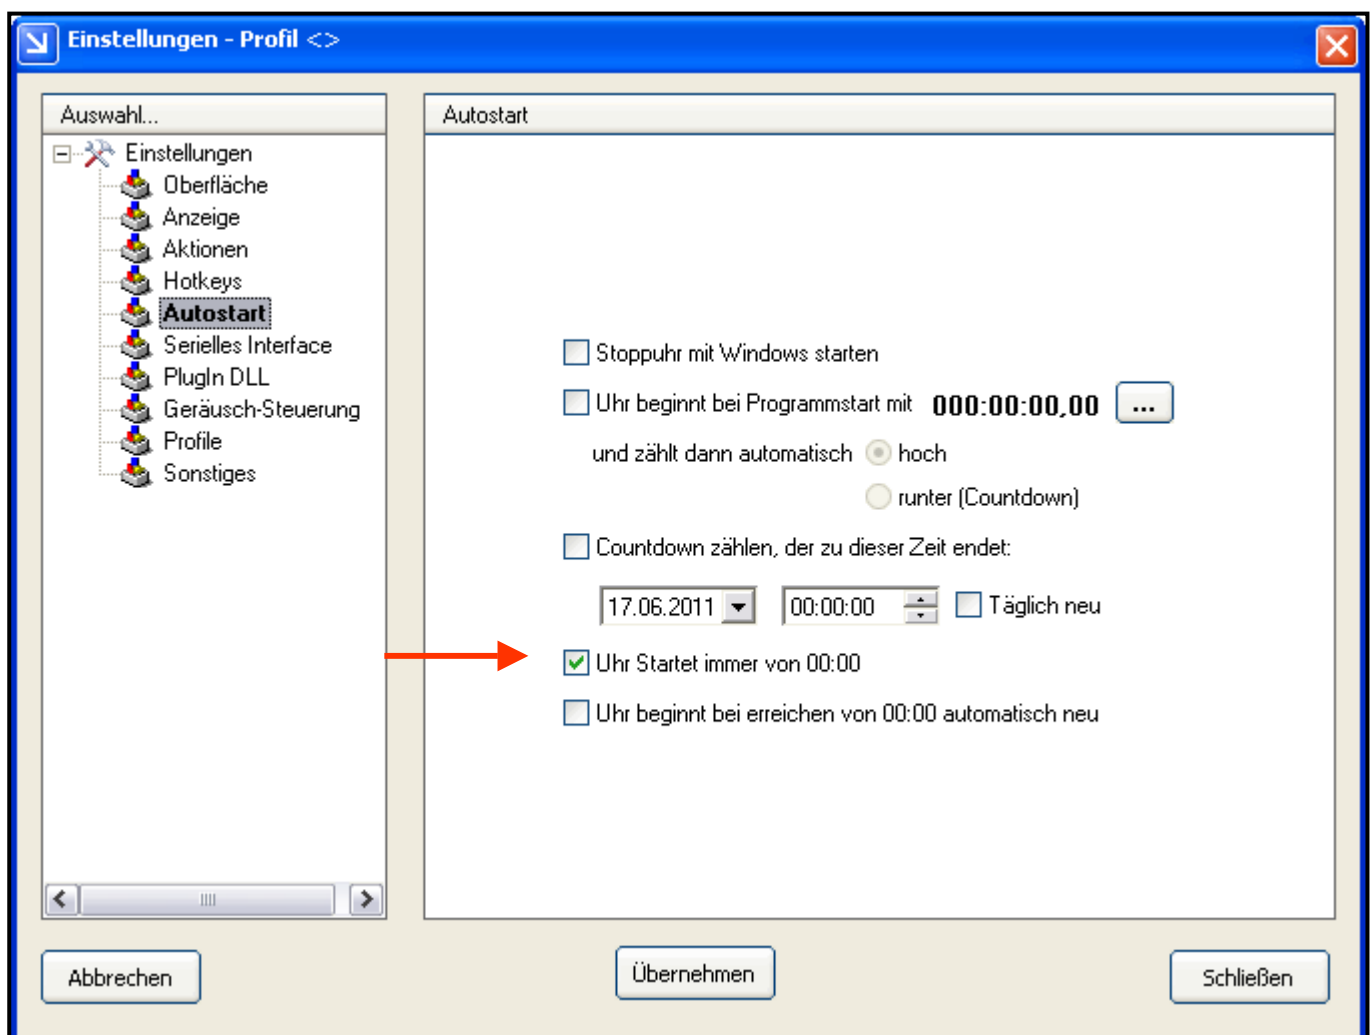 Einstellungen - Profil <>
Auswahl...
Einstellungen
Oberfläche
Anzeige
Aktionen
Hotkeys
Autostart
Serielles Interface
PlugIn DLL
Geräusch-Steuerung
Profile
Sonstiges
Autostart
Stoppuhr mit Windows starten
Uhr beginnt bei Programmstart mit 000:00:00,00 ...
und zählt dann automatisch hoch
runter (Countdown)
Countdown zählen, der zu dieser Zeit endet:
17.06.2011 00:00:00 Täglich neu
Uhr Startet immer von 00:00
Uhr beginnt bei erreichen von 00:00 automatisch neu
Abbrechen Übernehmen Schließen